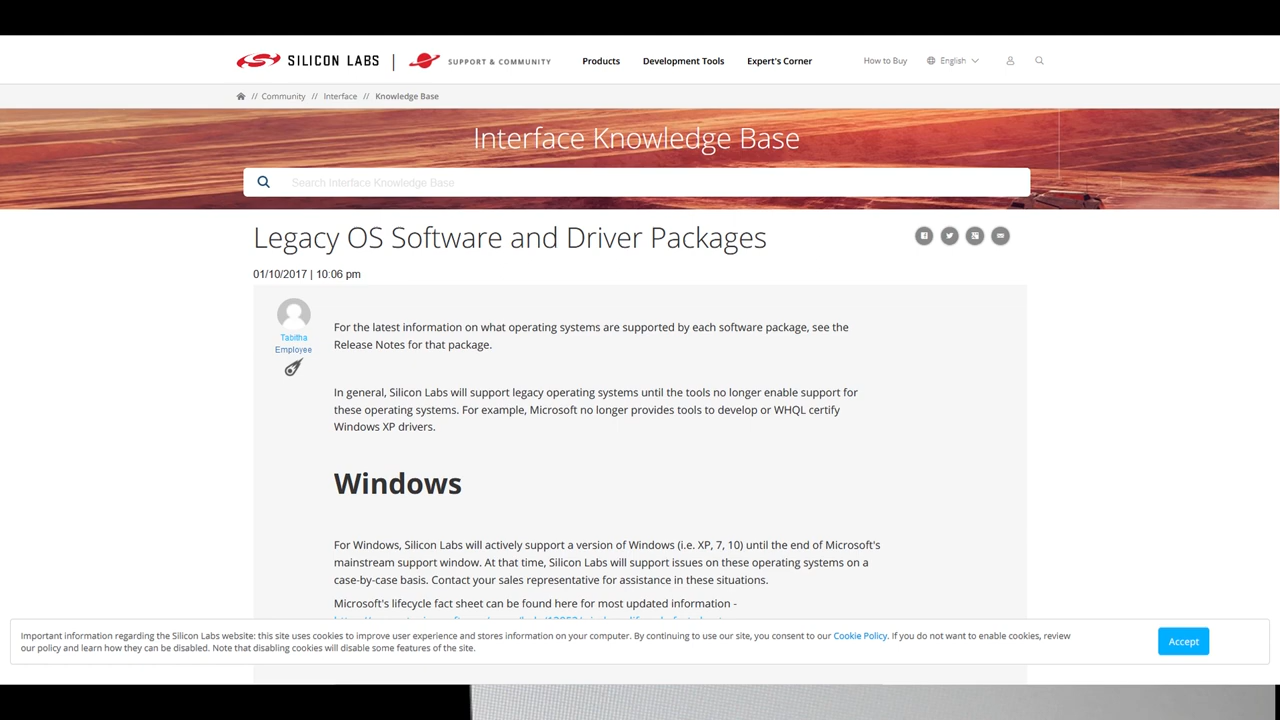 SILICON LABS | SUPPORT & COMMUNITY Products Development Tools Expert's Corner How to Buy English
// Community // Interface // Knowledge Base
Interface Knowledge Base
Search Interface Knowledge Base
Legacy OS Software and Driver Packages
01/10/2017 | 10:06 pm
Tabitha
Employee
For the latest information on what operating systems are supported by each software package, see the
Release Notes for that package.
In general, Silicon Labs will support legacy operating systems until the tools no longer enable support for
these operating systems. For example, Microsoft no longer provides tools to develop or WHQL certify
Windows XP drivers.
Windows
For Windows, Silicon Labs will actively support a version of Windows (i.e. XP, 7, 10) until the end of Microsoft's
mainstream support window. At that time, Silicon Labs will support issues on these operating systems on a
case-by-case basis. Contact your sales representative for assistance in these situations.
Microsoft's lifecycle fact sheet can be found here for most updated information -
Important information regarding the Silicon Labs website: this site uses cookies to improve user experience and stores information on your computer. By continuing to use our site, you consent to our Cookie Policy. If you do not want to enable cookies, review
our policy and learn how they can be disabled. Note that disabling cookies will disable some features of the site.
Accept